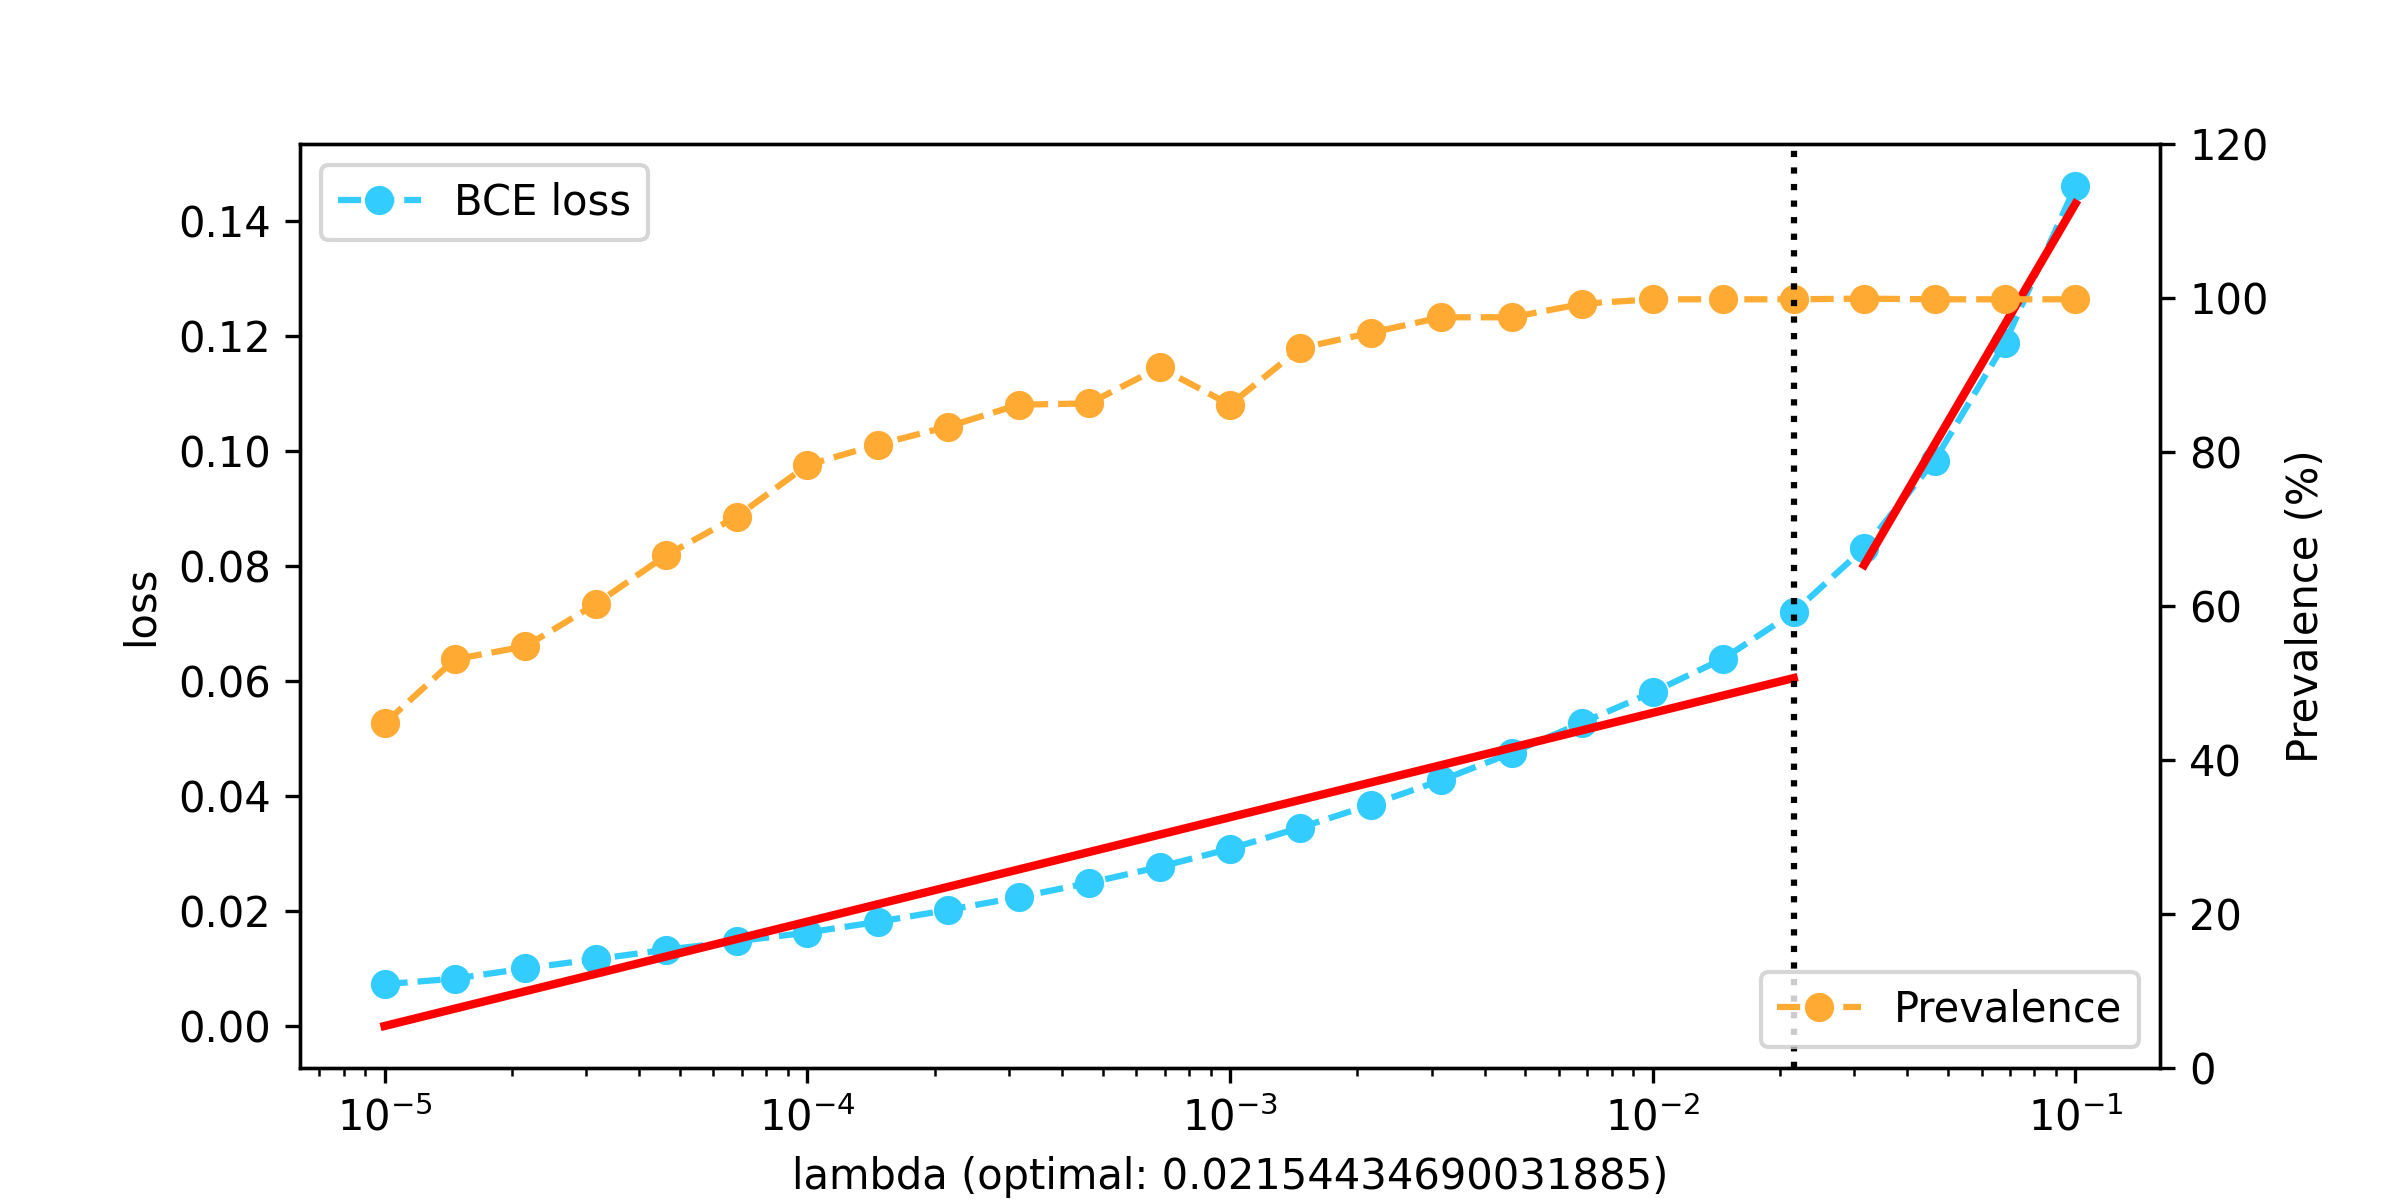 BCE loss
0.14
0.12
0.10
0.08
0.06
0.04
0.02
0.00
loss
120
100
80
60
40
20
0
Prevalence (%)
Prevalence
10⁻⁵ 10⁻⁴ 10⁻³ 10⁻² 10⁻¹
lambda (optimal: 0.02154434690031885)